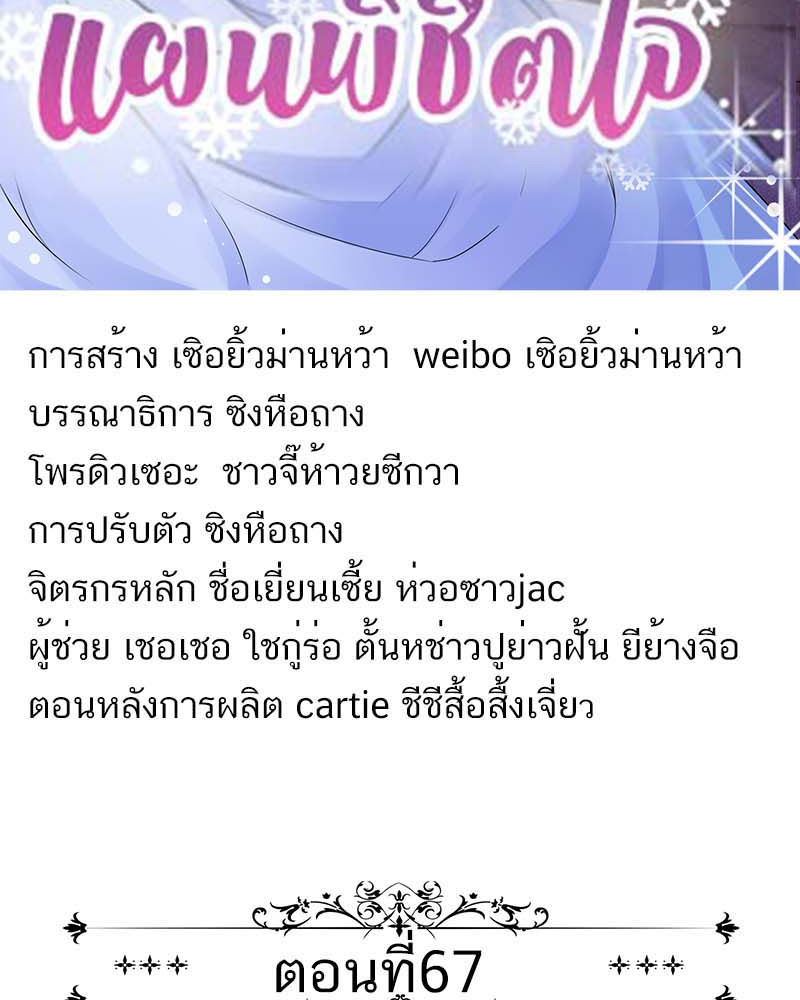 แผนพิชิตใจ
การสร้าง เซิอยิ้วม่านหว้า  weibo เซิอยิ้วม่านหว้า
บรรณาธิการ ซิงหือถาง
โพรดิวเซอะ  ชาวจี๊ห้าวยซีกวา
การปรับตัว ซิงหือถาง
จิตรกรหลัก ชื่อเยี่ยนเซี้ย ห่วอซาวjac
ผู้ช่วย เชอเชอ ใชกู่ร่อ ตั้นหช่าวปูย่าวฝั้น ยีย้างจือ
ตอนหลังการผลิต cartie ชีชีสื้อสื้งเจี่ยว
ตอนที่67